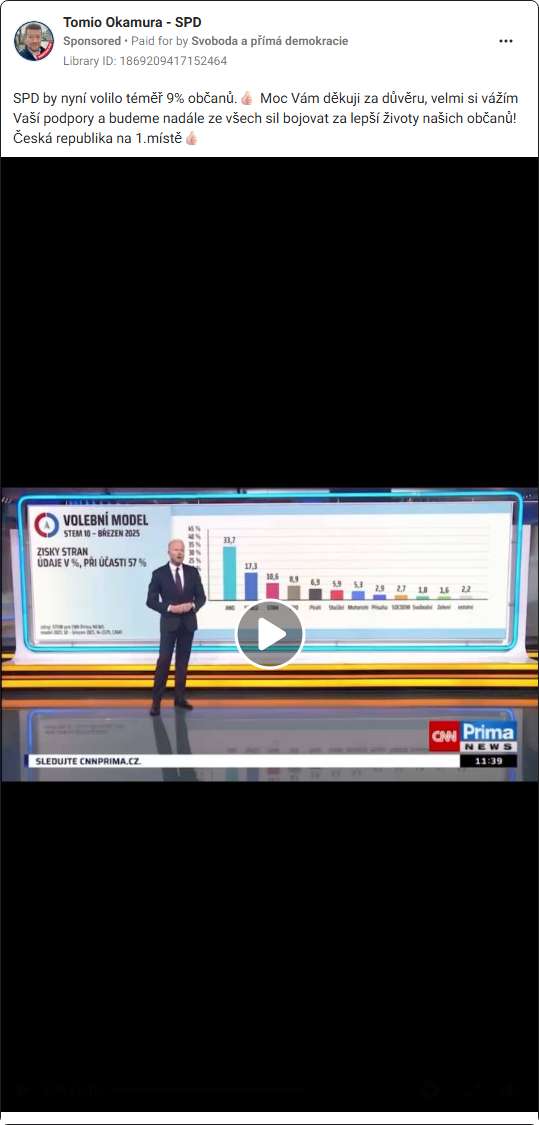 Tomio Okamura - SPD
Sponsored • Paid for by Svoboda a přímá demokracie
Library ID: 1869209417152464
SPD by nyní volilo téměř 9% občanů.👍🏻 Moc Vám děkuji za důvěru, velmi si vážím
Vaší podpory a budeme nadále ze všech sil bojovat za lepší životy našich občanů!
Česká republika na 1.místě👍🏻
VOLEBNÍ MODEL
STEM 10 – BŘEZEN 2025
ZISKY STRAN
ÚDAJE V %, PŘI ÚČASTI 57 %
45 %
40 %
35 %
30 %
25 %
33,7
17,3
10,6
8,9
6,9
5,9
5,3
2,9
2,7
1,8
1,6
2,2
ANO
STAN
Piráti
Stačilo!
Motoristé
Přísaha
SOCDEM
Svobodní
Zelení
ostatní
CNN Prima
NEWS
11:39
SLEDUJTE CNNPRIMA.CZ.